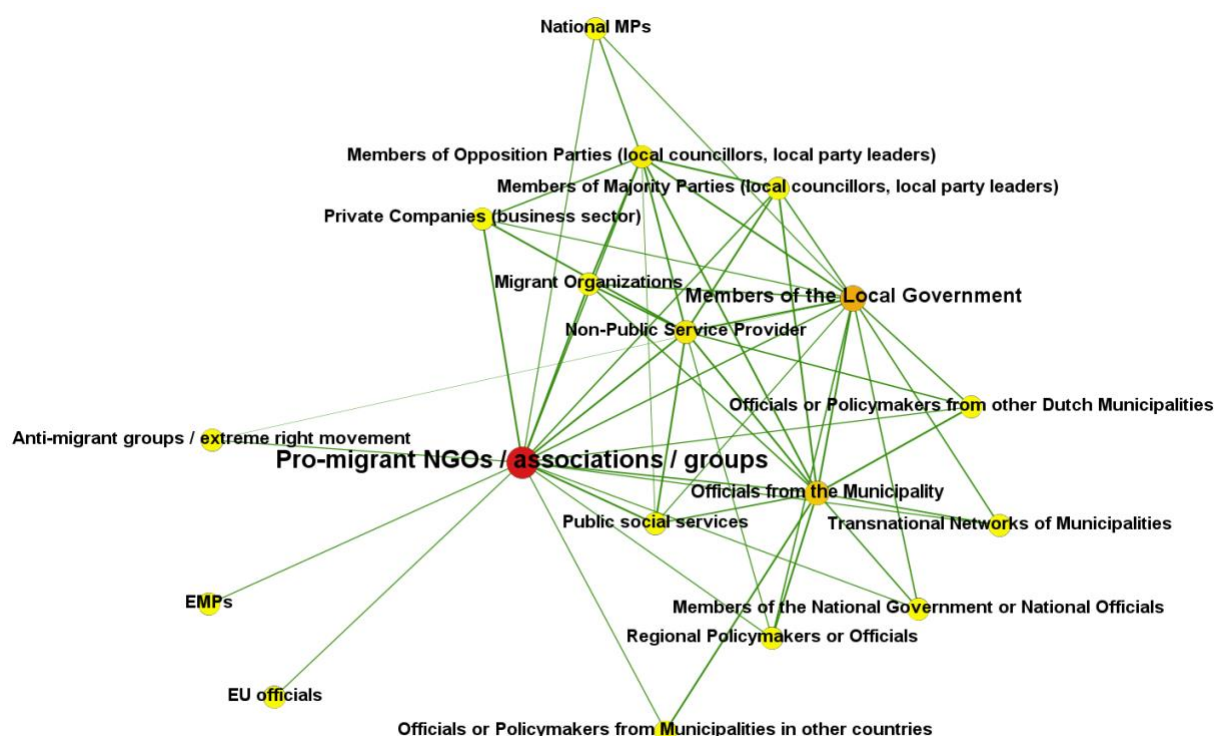 National MPs
Members of Opposition Parties (local councillors, local party leaders)
Members of Majority Parties (local councillors, local party leaders)
Private Companies (business sector)
Migrant Organizations
Members of the Local Government
Non-Public Service Provider
Officials or Policymakers from other Dutch Municipalities
Anti-migrant groups / extreme right movement
Pro-migrant NGOs / associations / groups
Officials from the Municipality
Public social services
Transnational Networks of Municipalities
EMPs
Members of the National Government or National Officials
Regional Policymakers or Officials
EU officials
Officials or Policymakers from Municipalities in other countries